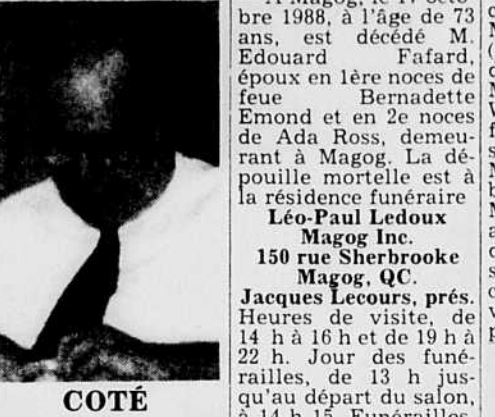 COTÉ
A Magog, le 17 octo-
bre 1988, à l'âge de 73
ans, est décédé M.
Edouard Fafard,
époux en 1ère noces de
feue Bernadette
Emond et en 2e noces
de Ada Ross, demeu-
rant à Magog. La dé-
pouille mortelle est à
la résidence funéraire
Léo-Paul Ledoux
Magog Inc.
150 rue Sherbrooke
Magog, QC.
Jacques Lecours, prés.
Heures de visite, de
14 h à 16 h et de 19 h à
22 h. Jour des funé-
railles, de 13 h jus-
qu'au départ du salon,
à 14 h 15. Funérailles